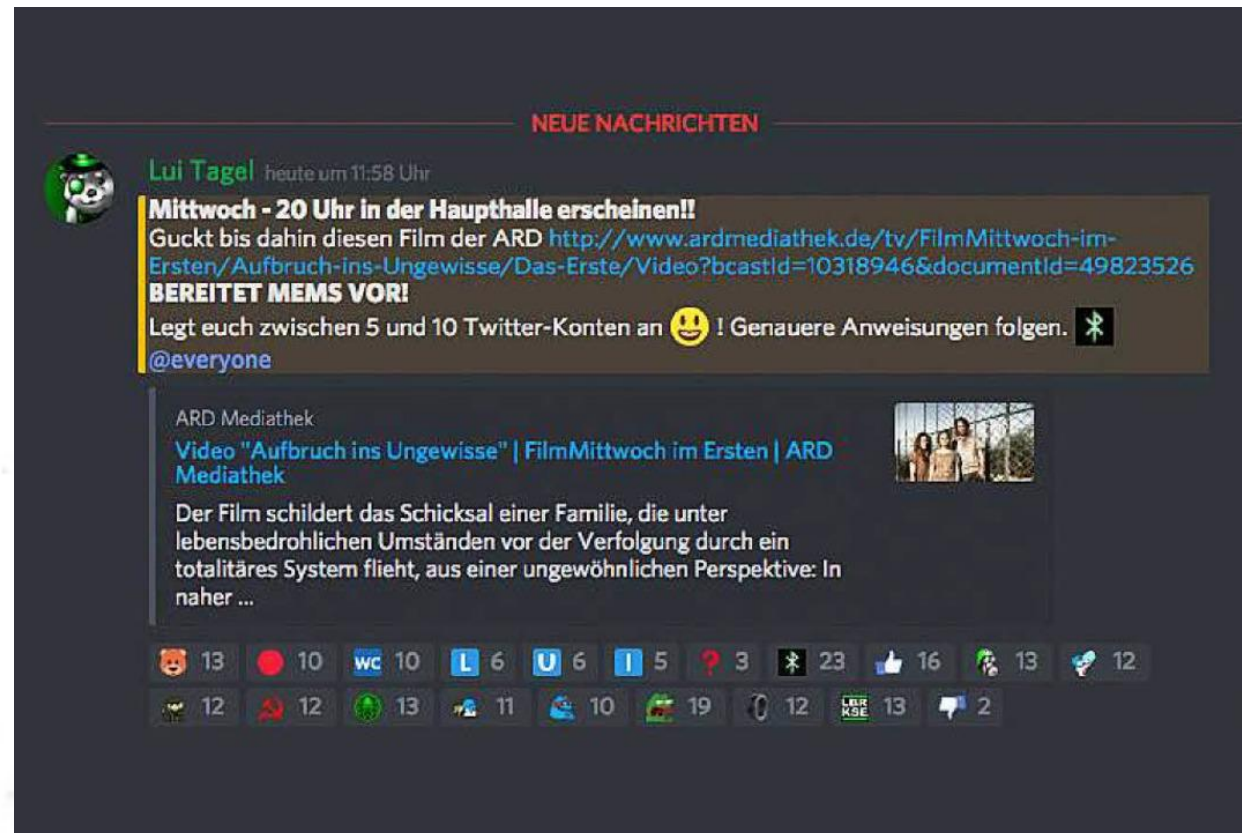 NEUE NACHRICHTEN
Lui Tagel heute um 11:58 Uhr
Mittwoch - 20 Uhr in der Haupthalle erscheinen!!
Guckt bis dahin diesen Film der ARD http://www.ardmediathek.de/tv/FilmMittwoch-im-
Ersten/Aufbruch-ins-Ungewisse/Das-Erste/Video?bcastId=10318946&documentId=49823526
BEREITET MEMS VOR!
Legt euch zwischen 5 und 10 Twitter-Konten an 😃 ! Genauere Anweisungen folgen.
@everyone
ARD Mediathek
Video "Aufbruch ins Ungewisse" | FilmMittwoch im Ersten | ARD
Mediathek
Der Film schildert das Schicksal einer Familie, die unter
lebensbedrohlichen Umständen vor der Verfolgung durch ein
totalitäres System flieht, aus einer ungewöhnlichen Perspektive: In
naher ...
13 10 WC 10 L 6 U 6 I 5 ? 3 23 16 13 12
12 12 13 11 10 19 12 LBR KSE 13 2